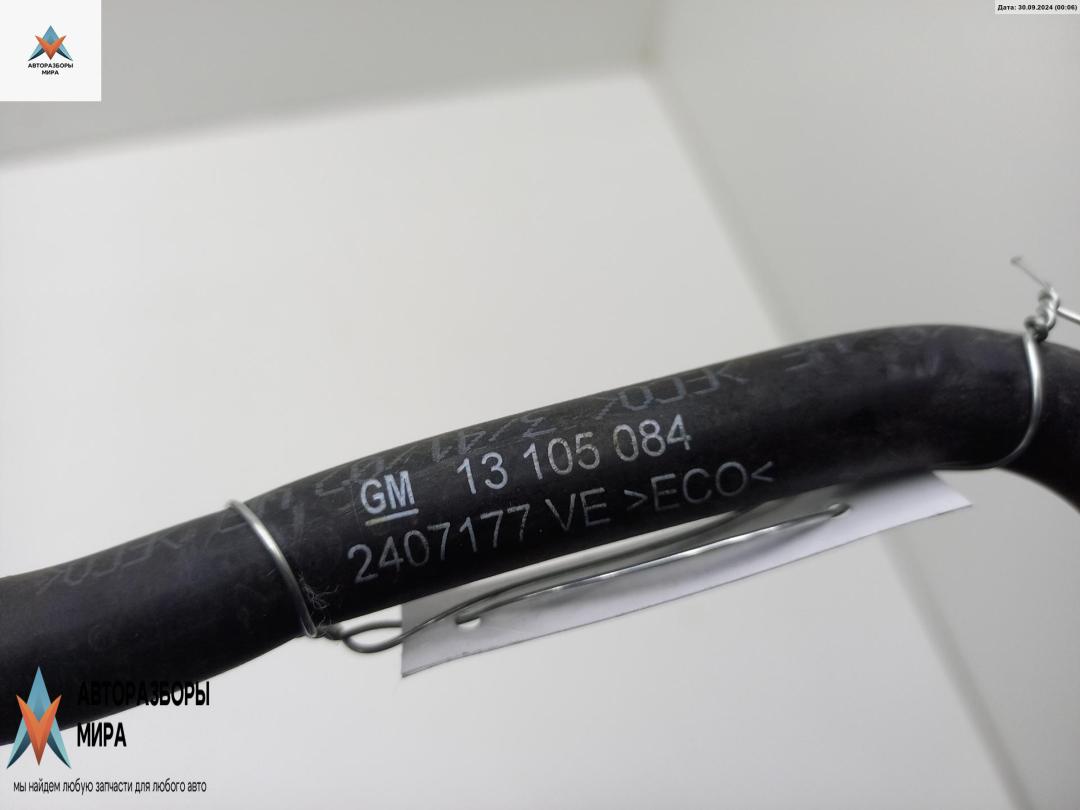 Дата: 30.09.2024 (00:06)
АВТОРАЗБОРЫ
МИРА
GM 13 105 084
2407177 VE >ECO<
АВТОРАЗБОРЫ
МИРА
мы найдем любую запчасти для любого авто